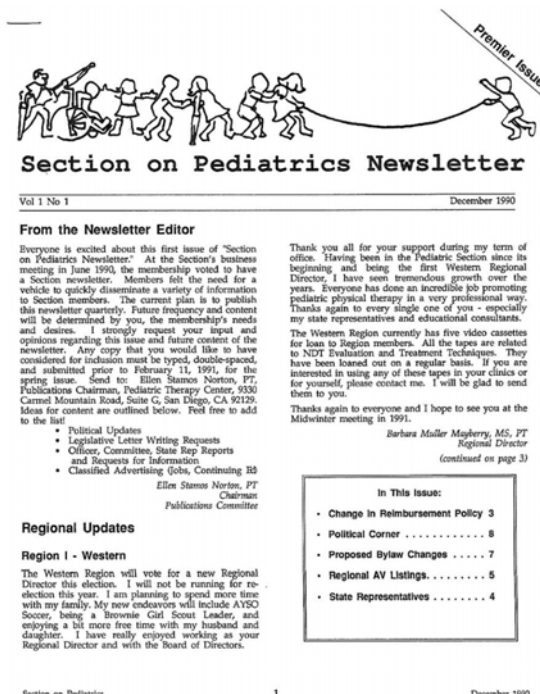 Premier Issue
Section on Pediatrics Newsletter
Vol 1 No 1
December 1990
From the Newsletter Editor
Everyone is excited about this first issue of "Section
on Pediatrics Newsletter." At the Section's business
meeting in June 1990, the membership voted to have
a Section newsletter. Members felt the need for a
vehicle to quickly disseminate a variety of information
to Section members. The current plan is to publish
this newsletter quarterly. Future frequency and content
will be determined by you, the membership's needs
and desires. I strongly request your input and
opinions regarding this issue and future content of the
newsletter. Any copy that you would like to have
considered for inclusion must be typed, double-spaced,
and submitted prior to February 11, 1991, for the
spring issue. Send to: Ellen Stamos Norton, PT,
Publications Chairman, Pediatric Therapy Center, 9330
Carmel Mountain Road, Suite G, San Diego, CA 92129.
Ideas for content are outlined below. Feel free to add
to the list!
• Political Updates
• Legislative Letter Writing Requests
• Officer, Committee, State Rep Reports
and Requests for Information
• Classified Advertising (Jobs, Continuing
Ellen Stamos Norton, PT
Chairman
Publications Committee
Regional Updates
Region I - Western
The Western Region will vote for a new Regional
Director this election. I will not be running for re-
election this year. I am planning to spend more time
with my family. My new endeavors will include AYSO
Soccer, being a Brownie Girl Scout Leader, and
enjoying a bit more free time with my husband and
daughter. I have really enjoyed working as your
Regional Director and with the Board of Directors.
Thank you all for your support during my term of
office. Having been in the Pediatric Section since its
beginning and being the first Western Regional
Director, I have seen tremendous growth over the
years. Everyone has done an incredible job promoting
pediatric physical therapy in a very professional way.
Thanks again to every single one of you - especially
my state representatives and educational consultants.
The Western Region currently has five video cassettes
for loan to Region members. All the tapes are related
to NDT Evaluation and Treatment Techniques. They
have been loaned out on a regular basis. If you are
interested in using any of these tapes in your clinics or
for yourself, please contact me. I will be glad to send
them to you.
Thanks again to everyone and I hope to see you at the
Midwinter meeting in 1991.
Barbara Muller Mayberry, MS, PT
Regional Director
(continued on page 3)
In This Issue:
• Change in Reimbursement Policy 3
• Political Corner . . . . . . . . . . . . 8
• Proposed Bylaw Changes . . . . . 7
• Regional AV Listings. . . . . . . . . 5
• State Representatives . . . . . . . . 4
Section on Pediatrics
1
December 1990